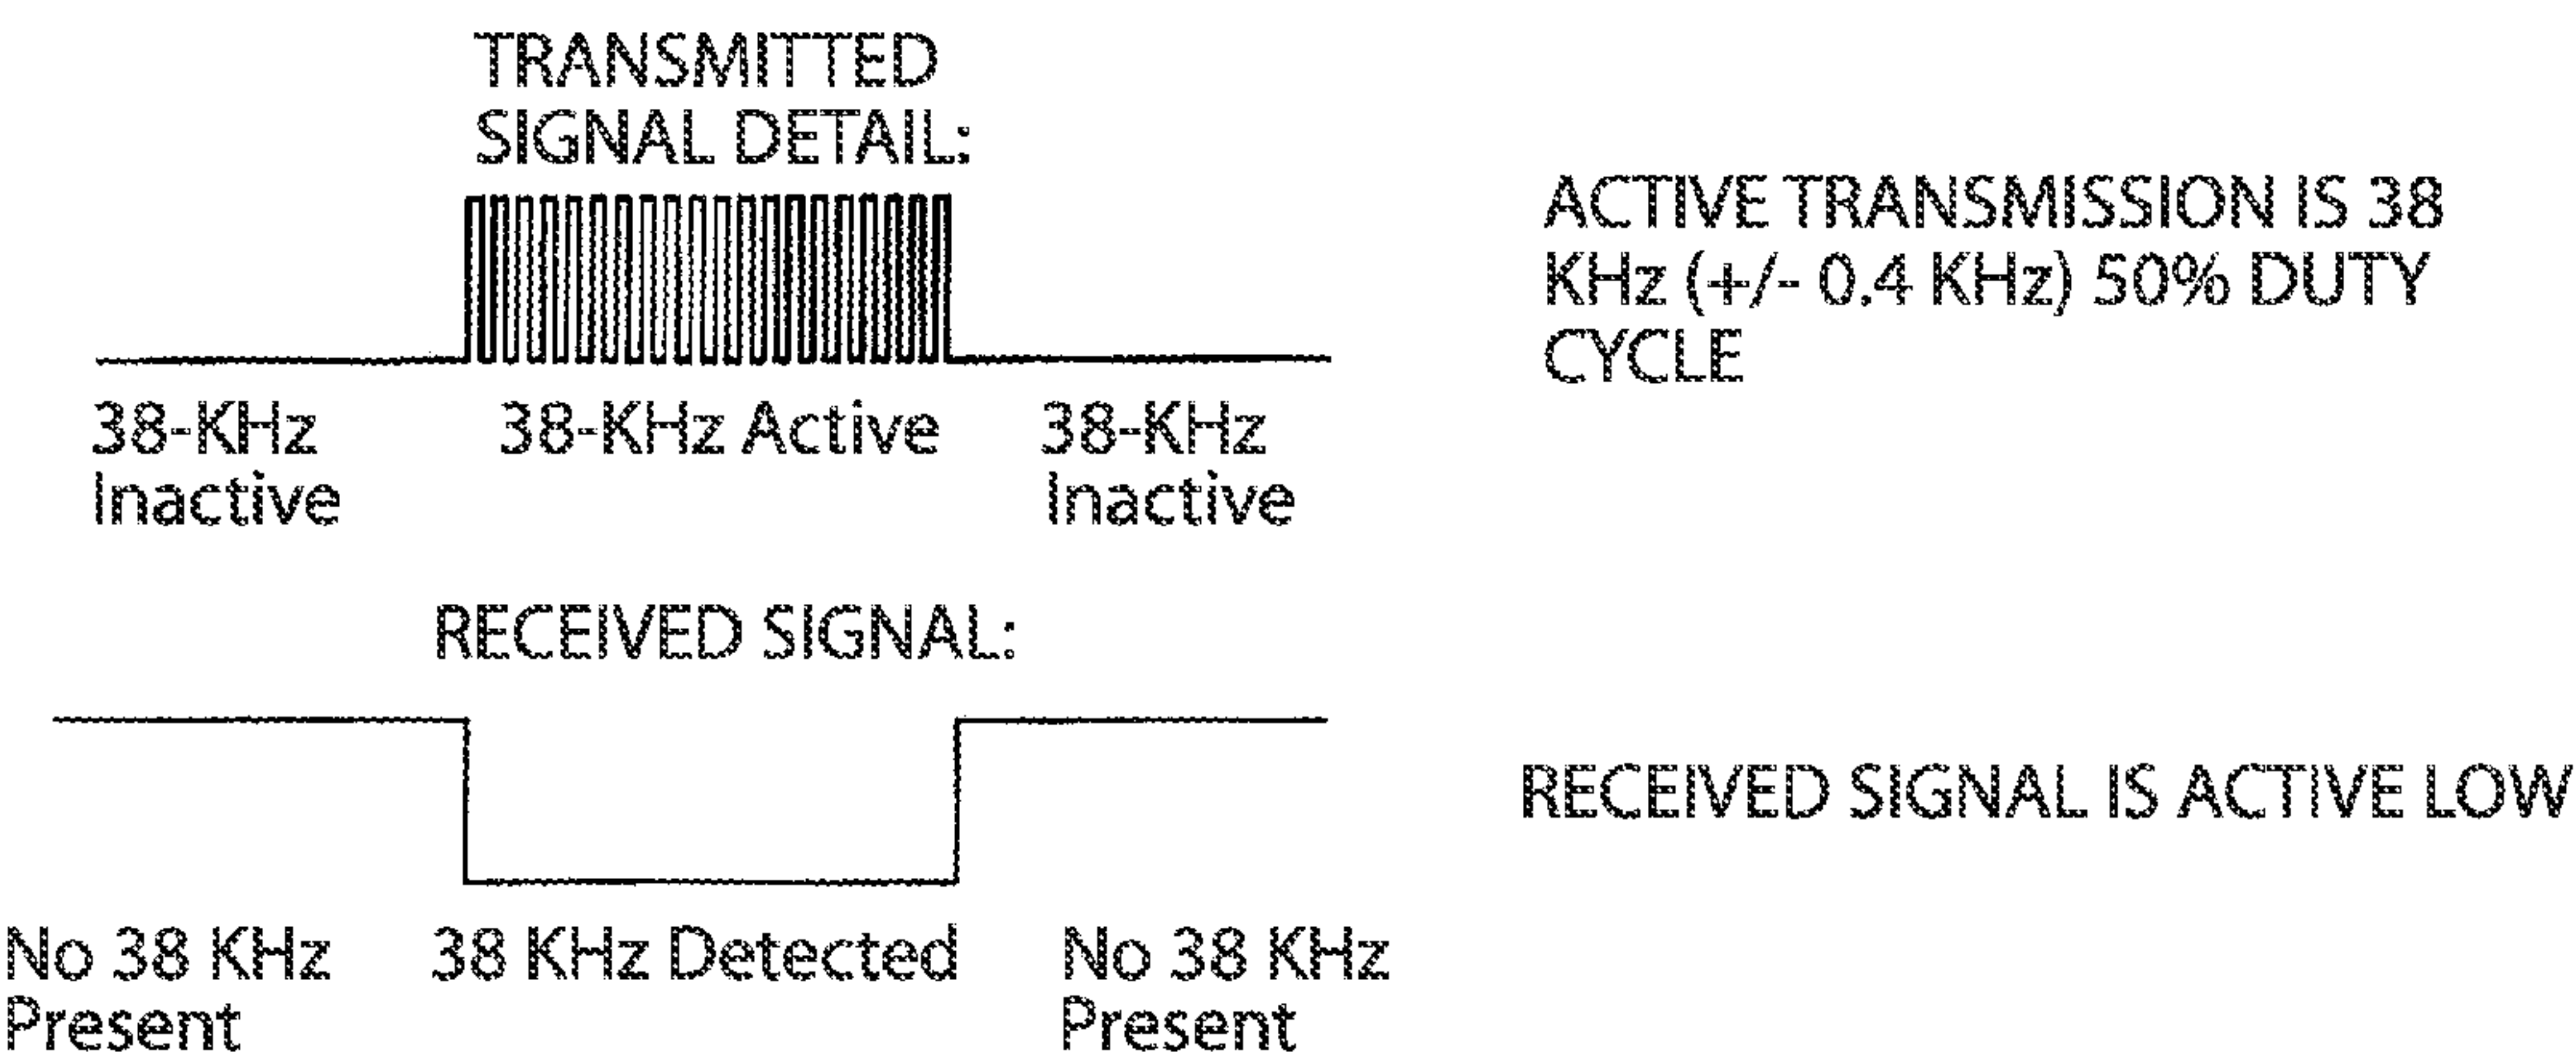 TRANSMITTED
SIGNAL DETAIL:
ACTIVE TRANSMISSION IS 38
KHz (+/- 0.4 KHz) 50% DUTY
CYCLE
38-KHz
Inactive
38-KHz Active
38-KHz
Inactive
RECEIVED SIGNAL:
RECEIVED SIGNAL IS ACTIVE LOW
No 38 KHz
Present
38 KHz Detected
No 38 KHz
Present